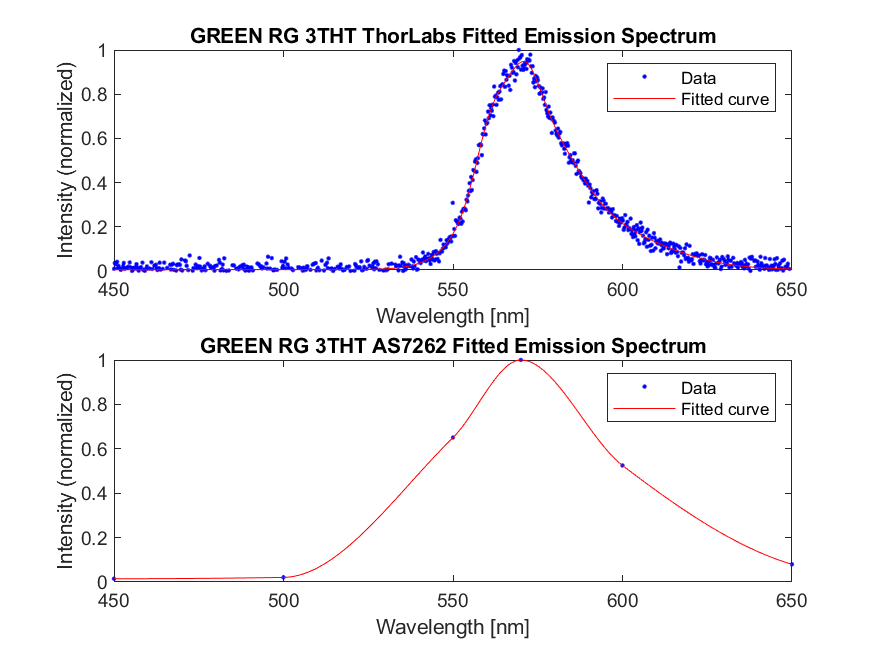 GREEN RG 3THT ThorLabs Fitted Emission Spectrum
Intensity (normalized)
1
0.8
0.6
0.4
0.2
0
Data
Fitted curve
450 500 550 600 650
Wavelength [nm]
GREEN RG 3THT AS7262 Fitted Emission Spectrum
Intensity (normalized)
1
0.8
0.6
0.4
0.2
0
Data
Fitted curve
450 500 550 600 650
Wavelength [nm]